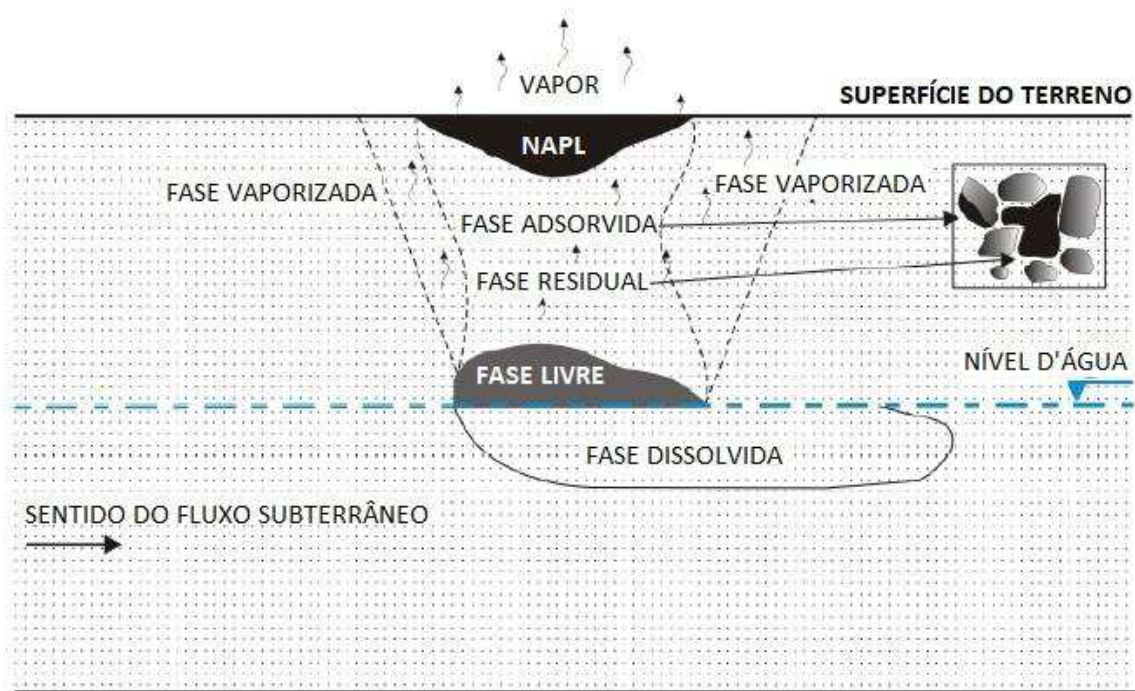 VAPOR
SUPERFÍCIE DO TERRENO
NAPL
FASE VAPORIZADA
FASE VAPORIZADA
FASE ADSORVIDA
FASE RESIDUAL
NÍVEL D'ÁGUA
FASE LIVRE
FASE DISSOLVIDA
SENTIDO DO FLUXO SUBTERRÂNEO